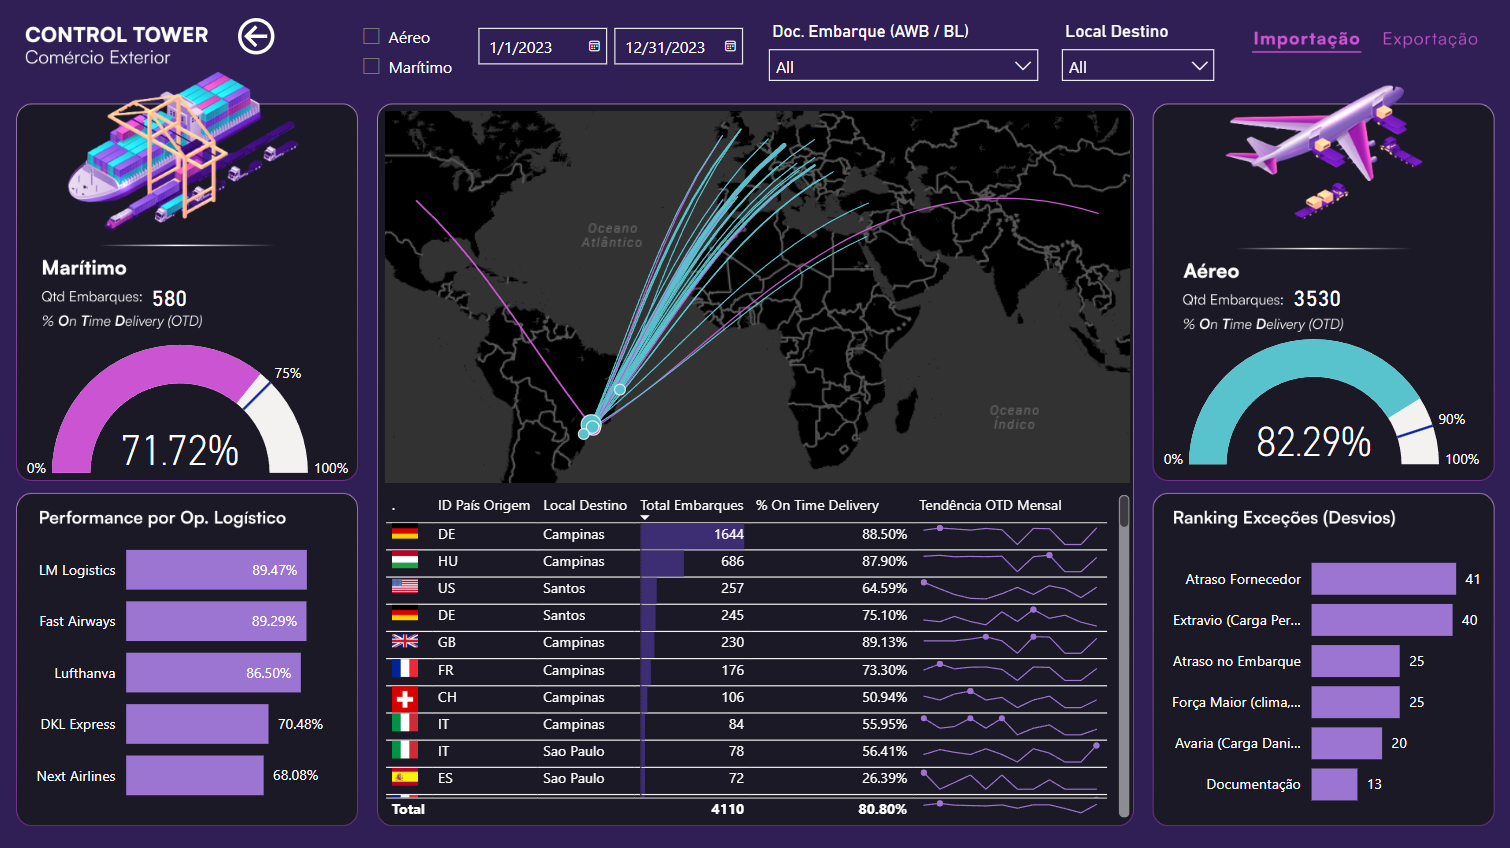 CONTROL TOWER
Comércio Exterior
Aéreo
Marítimo
1/1/2023
12/31/2023
Doc. Embarque (AWB / BL)
All
Local Destino
All
Importação
Exportação
Marítimo
Qtd Embarques: 580
% On Time Delivery (OTD)
75%
71.72%
0%
100%
Oceano
Atlântico
Oceano
Índico
Aéreo
Qtd Embarques: 3530
% On Time Delivery (OTD)
90%
82.29%
0%
100%
Performance por Op. Logístico
LM Logistics 89.47%
Fast Airways 89.29%
Lufthanva 86.50%
DKL Express 70.48%
Next Airlines 68.08%
. ID País Origem Local Destino Total Embarques % On Time Delivery Tendência OTD Mensal
DE Campinas 1644 88.50%
HU Campinas 686 87.90%
US Santos 257 64.59%
DE Santos 245 75.10%
GB Campinas 230 89.13%
FR Campinas 176 73.30%
CH Campinas 106 50.94%
IT Campinas 84 55.95%
IT Sao Paulo 78 56.41%
ES Sao Paulo 72 26.39%
Total 4110 80.80%
Ranking Exceções (Desvios)
Atraso Fornecedor 41
Extravio (Carga Per... 40
Atraso no Embarque 25
Força Maior (clima,... 25
Avaria (Carga Dani... 20
Documentação 13